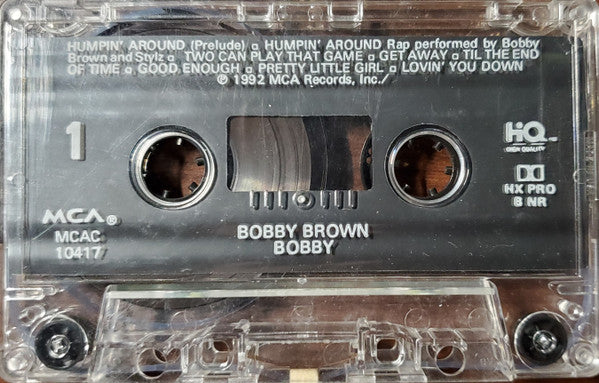 HUMPIN' AROUND (Prelude) ▫ HUMPIN' AROUND Rap performed by Bobby
Brown and Stylz ▫ TWO CAN PLAY THAT GAME ▫ GET AWAY ▫ TIL THE END
OF TIME ▫ GOOD ENOUGH ▫ PRETTY LITTLE GIRL ▫ LOVIN' YOU DOWN
℗ 1992 MCA Records, Inc.
1
HiQ™
HIGH QUALITY
HX PRO
B NR
MCA®
MCAC
10417
BOBBY BROWN
BOBBY